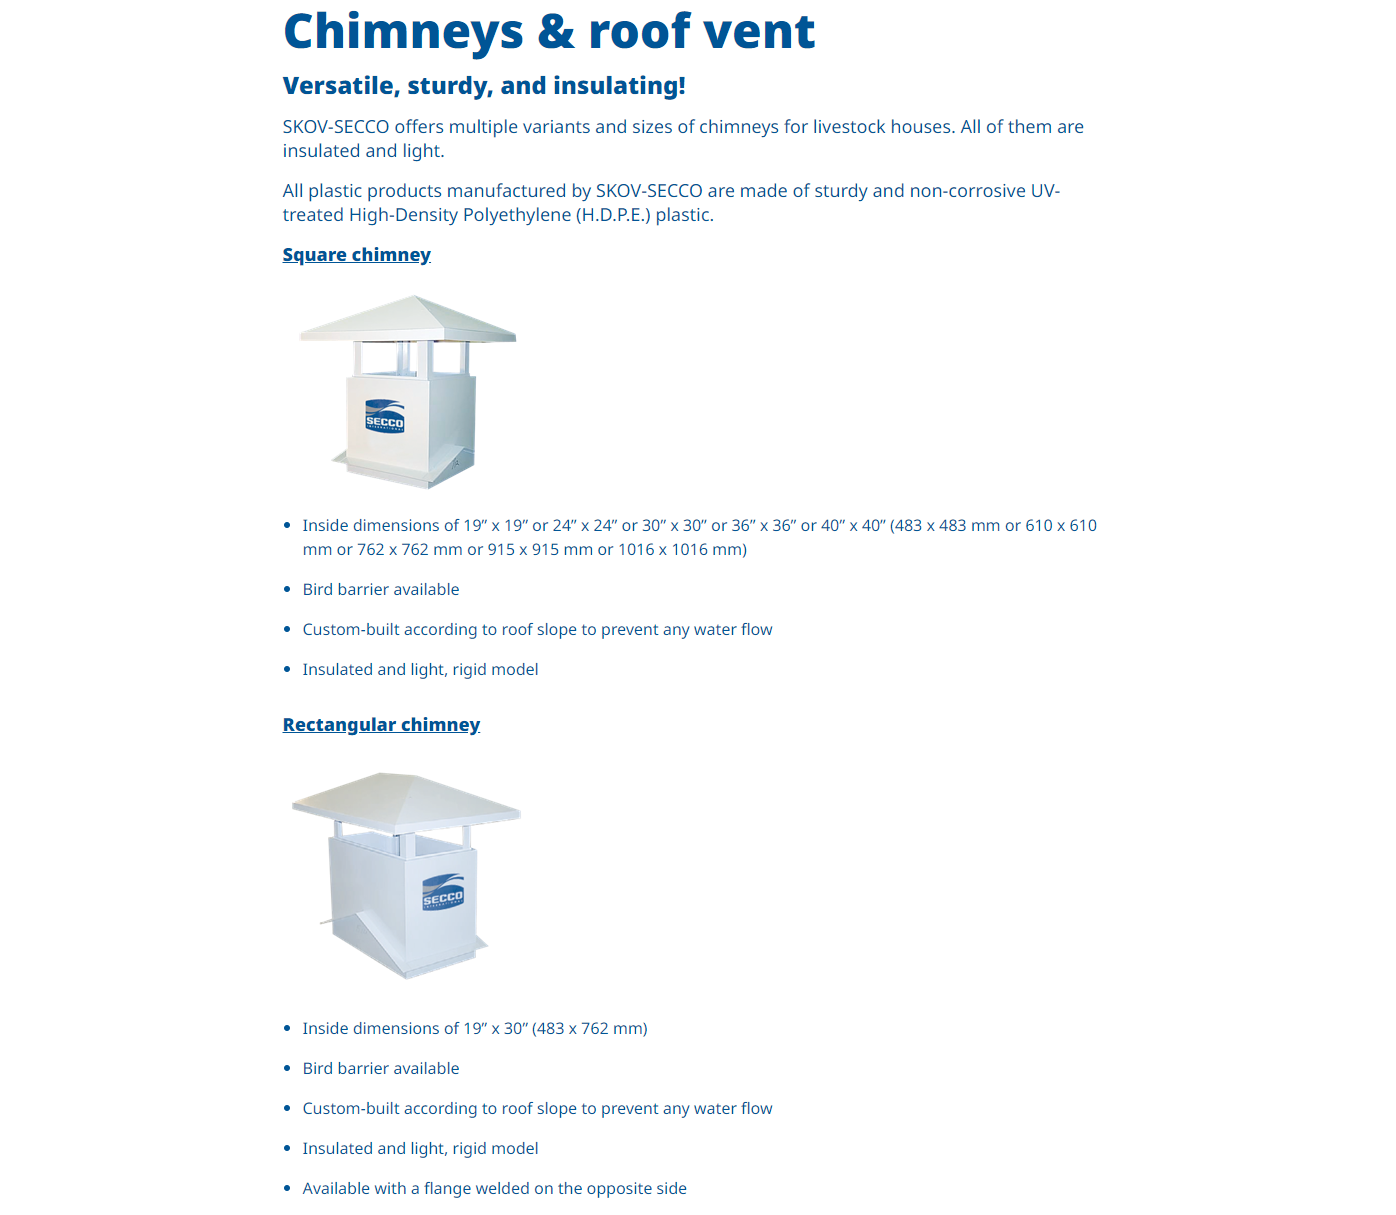 Chimneys & roof vent
Versatile, sturdy, and insulating!
SKOV-SECCO offers multiple variants and sizes of chimneys for livestock houses. All of them are
insulated and light.
All plastic products manufactured by SKOV-SECCO are made of sturdy and non-corrosive UV-
treated High-Density Polyethylene (H.D.P.E.) plastic.
Square chimney
SECCO
INTERNATIONAL
• Inside dimensions of 19” x 19” or 24” x 24” or 30” x 30” or 36” x 36” or 40” x 40” (483 x 483 mm or 610 x 610
mm or 762 x 762 mm or 915 x 915 mm or 1016 x 1016 mm)
• Bird barrier available
• Custom-built according to roof slope to prevent any water flow
• Insulated and light, rigid model
Rectangular chimney
SECCO
INTERNATIONAL
• Inside dimensions of 19” x 30” (483 x 762 mm)
• Bird barrier available
• Custom-built according to roof slope to prevent any water flow
• Insulated and light, rigid model
• Available with a flange welded on the opposite side